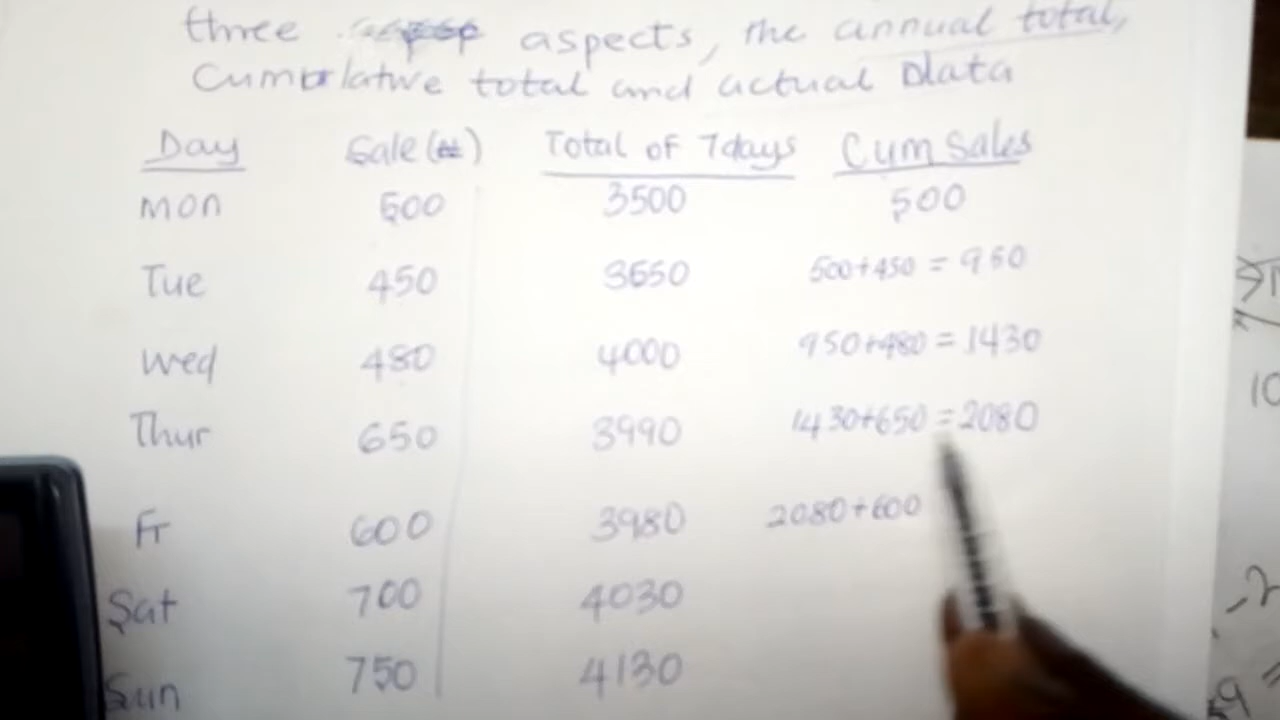 three aspects, the annual total,
Cumulative total and actual Data
Day Sale (₦) Total of 7days Cum Sales
Mon 500 3500 500
Tue 450 3550 500+450 = 950
Wed 480 4000 950+480 = 1430
Thur 650 3990 1430+650 = 2080
Fr 600 3980 2080+600
Sat 700 4030
Sun 750 4130